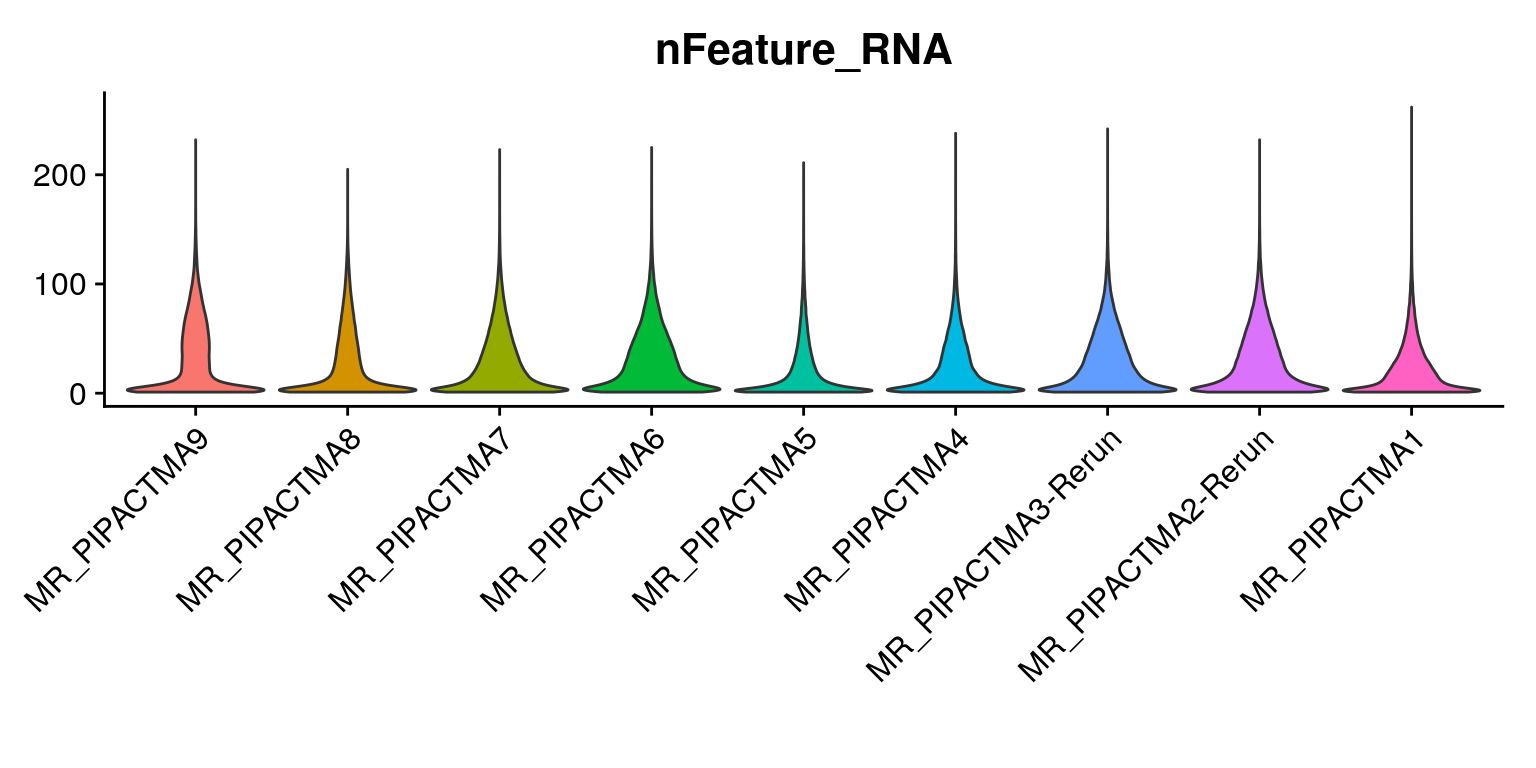 nFeature_RNA
200
100
0
MR_PIPACTMA9
MR_PIPACTMA8
MR_PIPACTMA7
MR_PIPACTMA6
MR_PIPACTMA5
MR_PIPACTMA4
MR_PIPACTMA3-Rerun
MR_PIPACTMA2-Rerun
MR_PIPACTMA1